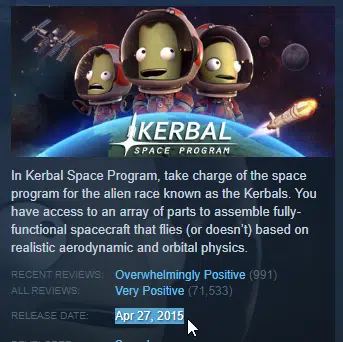 KERBAL
SPACE PROGRAM
In Kerbal Space Program, take charge of the space
program for the alien race known as the Kerbals. You
have access to an array of parts to assemble fully-
functional spacecraft that flies (or doesn't) based on
realistic aerodynamic and orbital physics.
RECENT REVIEWS: Overwhelmingly Positive (991)
ALL REVIEWS: Very Positive (71,533)
RELEASE DATE: Apr 27, 2015